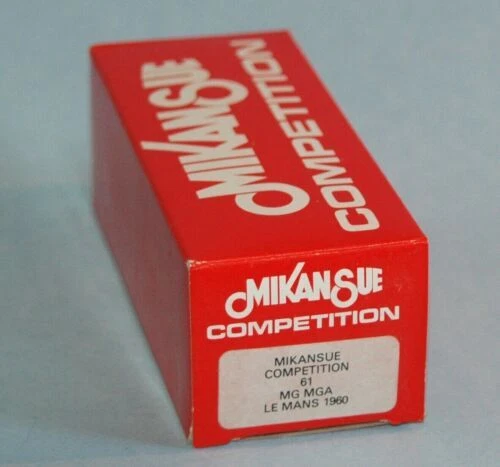 MIKANSUE
COMPETITION
MIKANSUE
COMPETITION
MIKANSUE
COMPETITION
61
MG MGA
LE MANS 1960